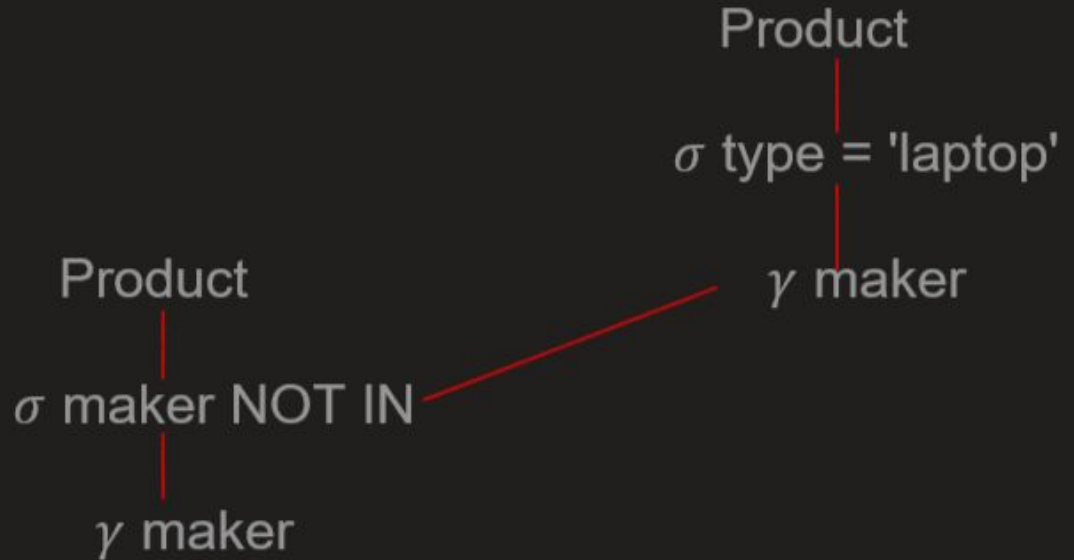 Product
σ type = 'laptop'
γ maker
Product
σ maker NOT IN
γ maker